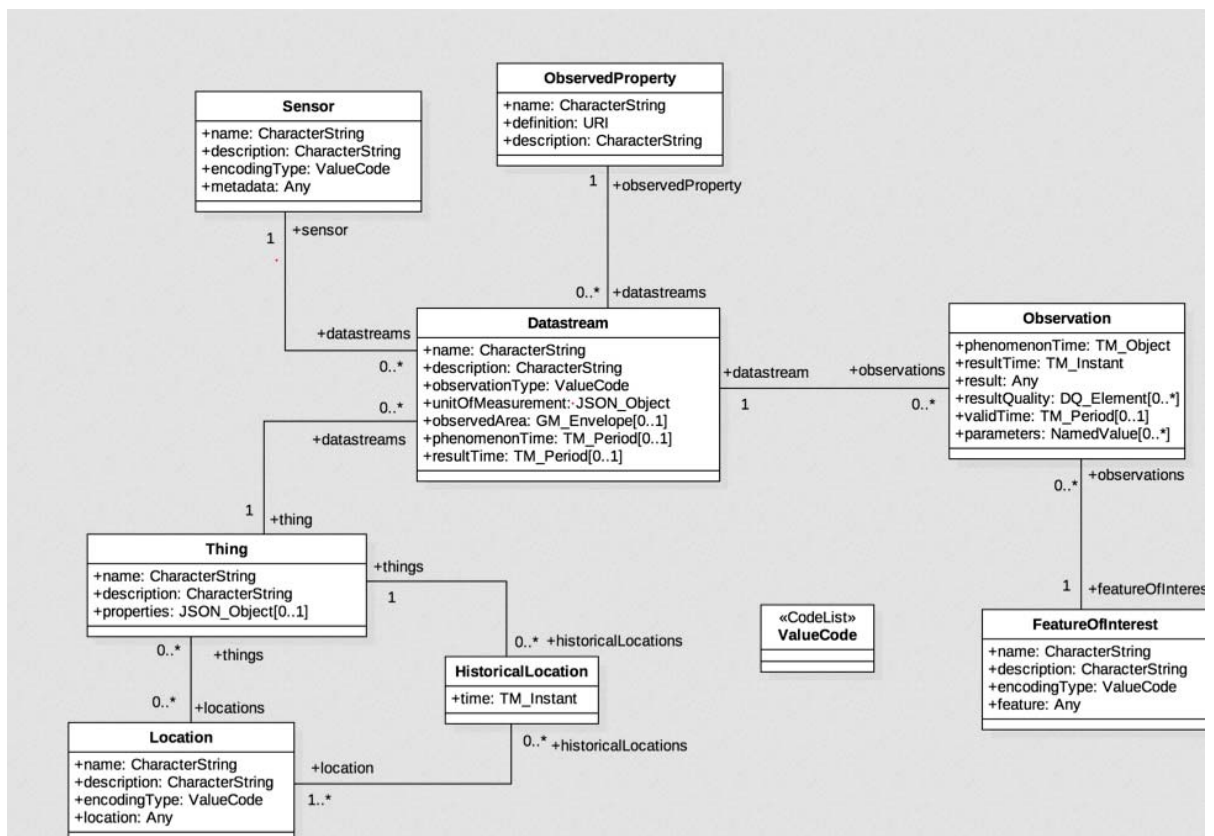 ObservedProperty
+name: CharacterString
+definition: URI
+description: CharacterString
Sensor
+name: CharacterString
+description: CharacterString
+encodingType: ValueCode
+metadata: Any
1
+observedProperty
1
+sensor
0..*
+datastreams
Datastream
+name: CharacterString
+description: CharacterString
+observationType: ValueCode
+unitOfMeasurement: JSON_Object
+observedArea: GM_Envelope[0..1]
+phenomenonTime: TM_Period[0..1]
+resultTime: TM_Period[0..1]
Observation
+phenomenonTime: TM_Object
+resultTime: TM_Instant
+result: Any
+resultQuality: DQ_Element[0..*]
+validTime: TM_Period[0..1]
+parameters: NamedValue[0..*]
+datastreams
0..*
+datastream
1
+observations
0..*
0..*
+datastreams
+observations
0..*
1
+thing
Thing
+name: CharacterString
+description: CharacterString
+properties: JSON_Object[0..1]
+things
1
1
+featureOfInterest
«CodeList»
ValueCode
FeatureOfInterest
+name: CharacterString
+description: CharacterString
+encodingType: ValueCode
+feature: Any
0..*
+things
0..*
+historicalLocations
HistoricalLocation
+time: TM_Instant
0..*
+locations
0..*
+historicalLocations
Location
+name: CharacterString
+description: CharacterString
+encodingType: ValueCode
+location: Any
+location
1..*